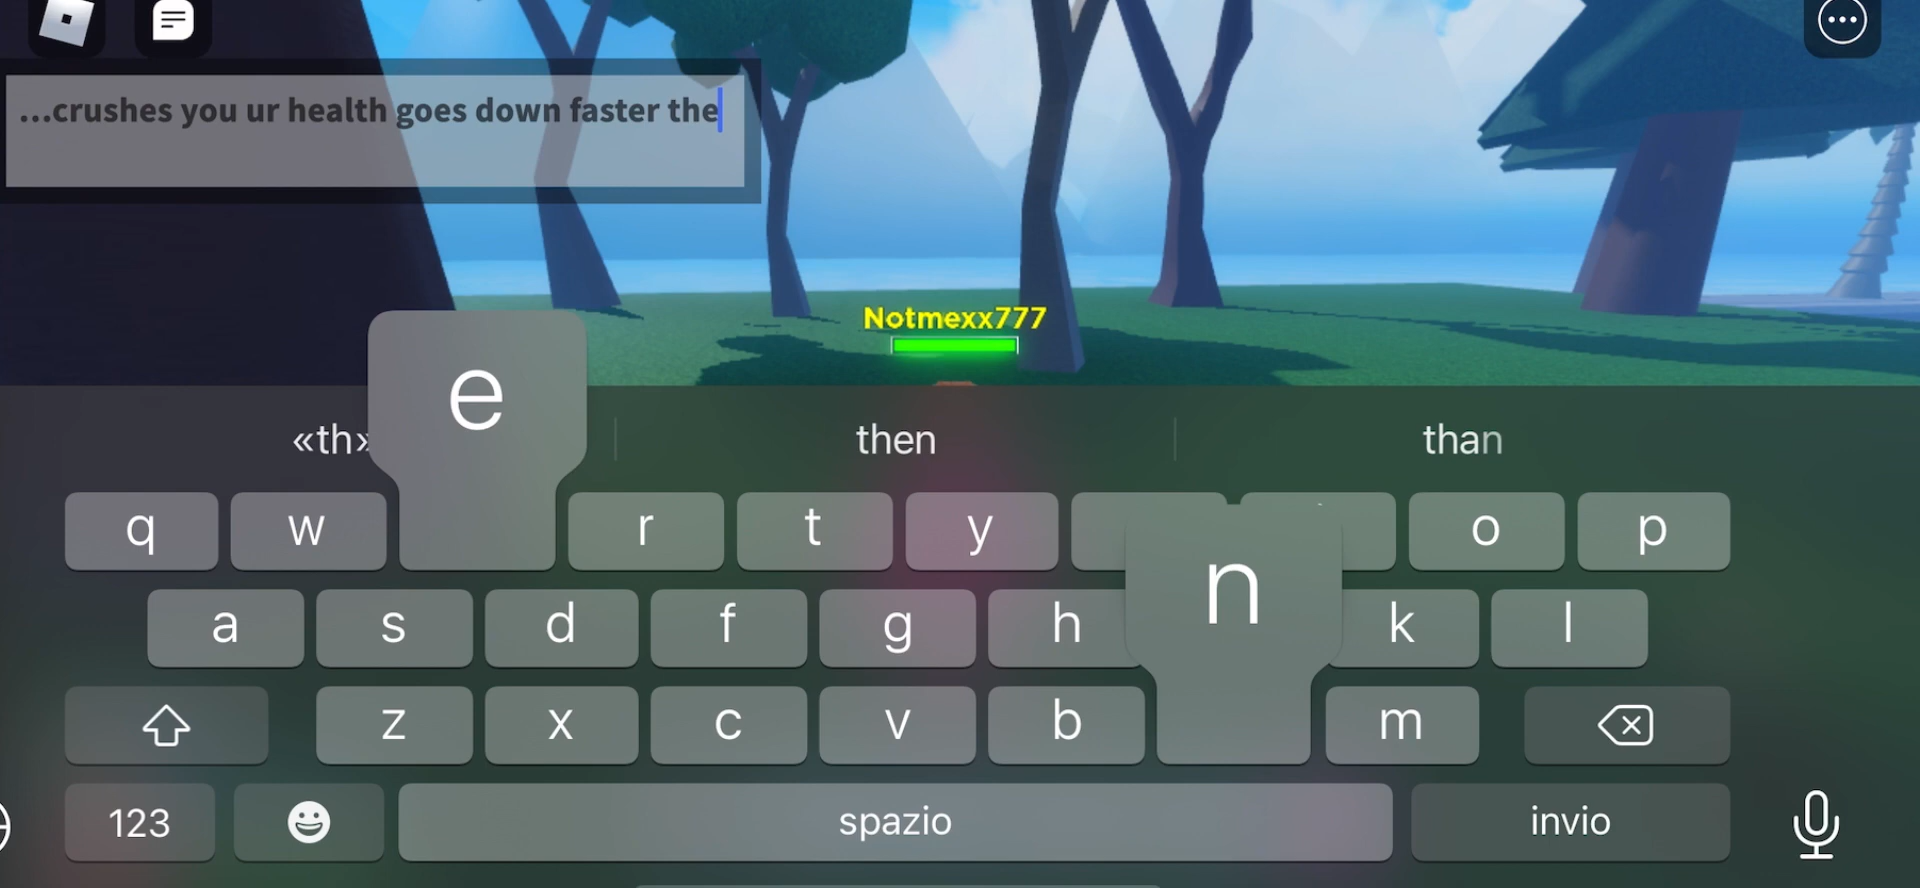 ...crushes you ur health goes down faster the
Notmexx777
«th»
then
than
e
q w r t y o p
n
a s d f g h k l
z x c v b m
123 spazio invio